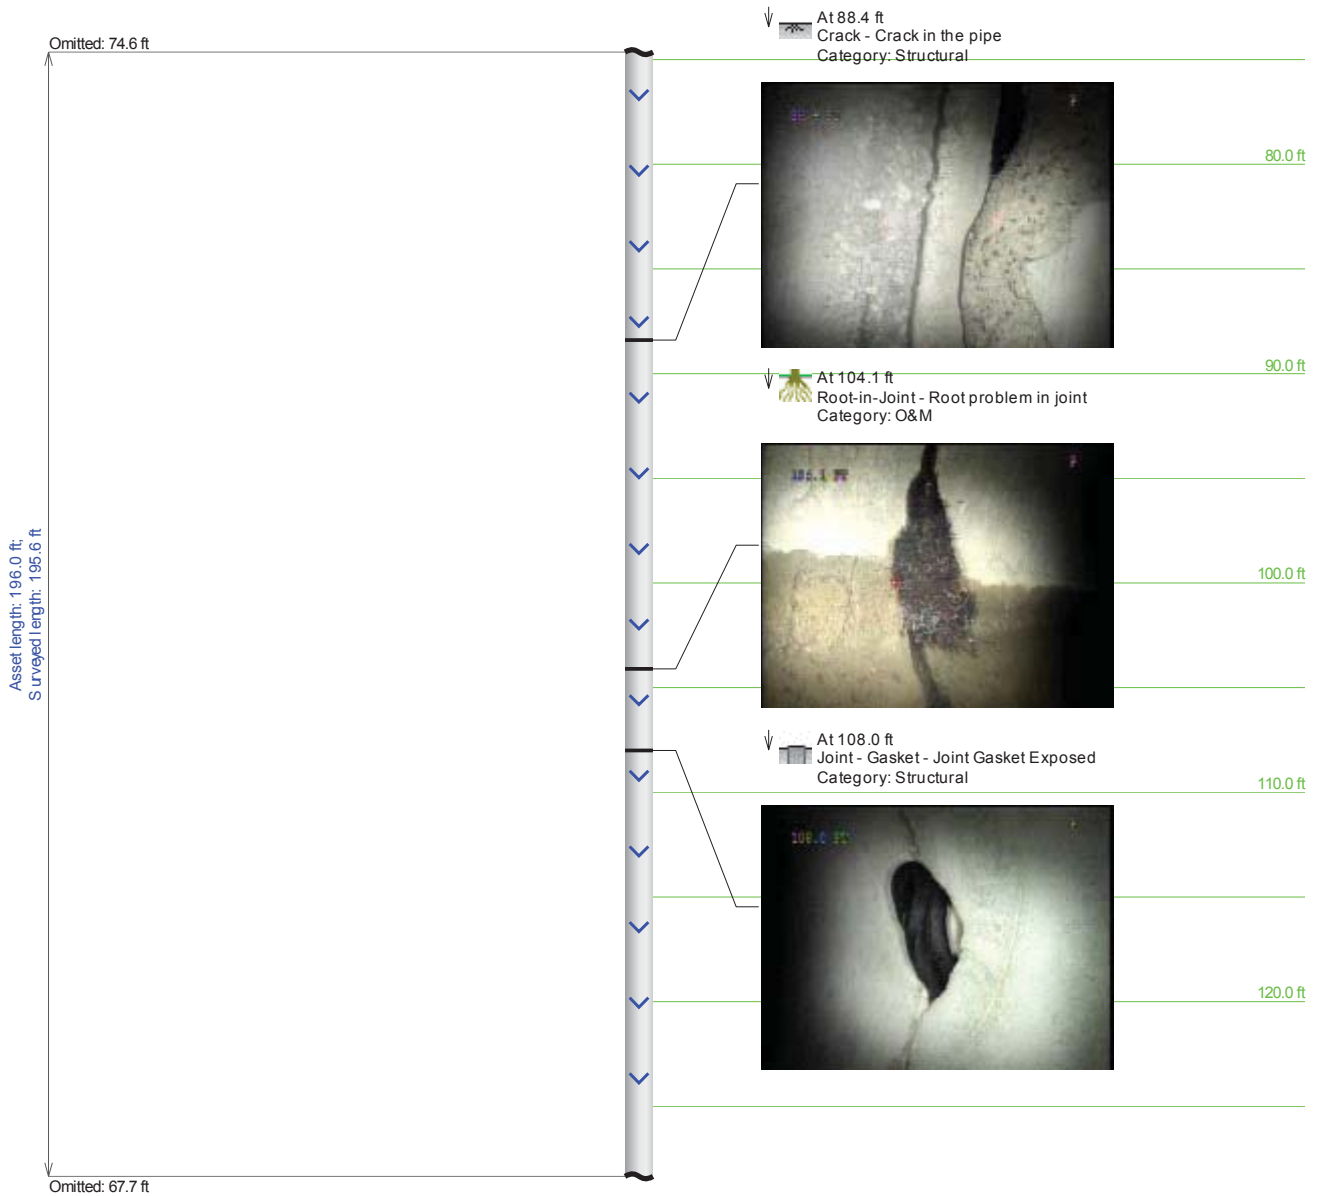 Omitted: 74.6 ft
At 88.4 ft
Crack - Crack in the pipe
Category: Structural
80.0 ft
90.0 ft
At 104.1 ft
Root-in-Joint - Root problem in joint
Category: O&M
100.0 ft
Asset length: 196.0 ft;
Surveyed length: 195.6 ft
At 108.0 ft
Joint - Gasket - Joint Gasket Exposed
Category: Structural
110.0 ft
120.0 ft
Omitted: 67.7 ft